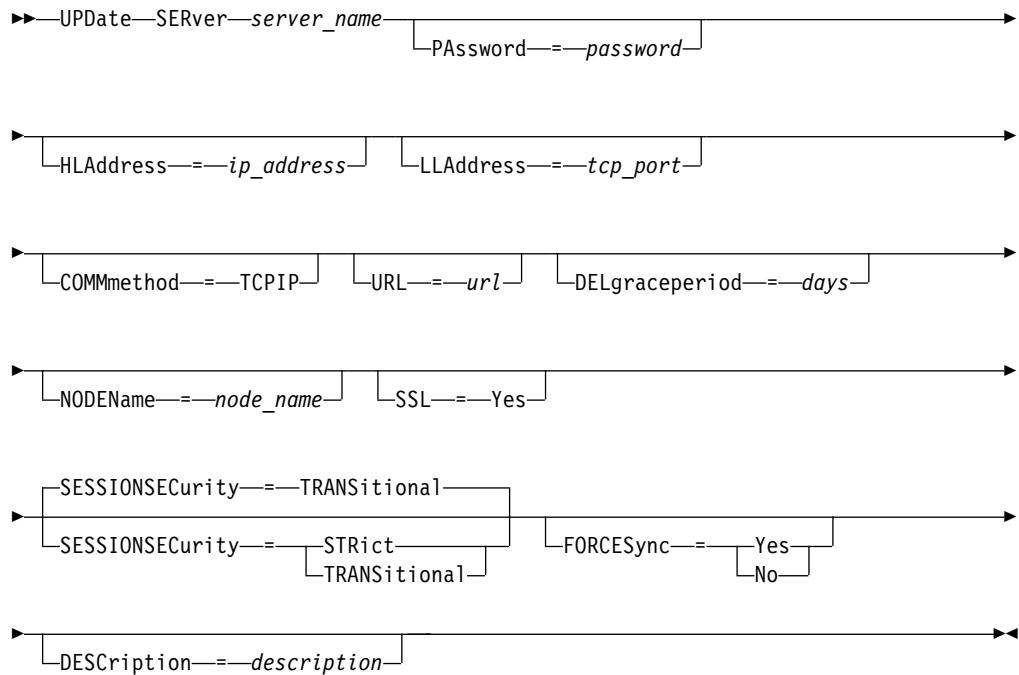 UPDate SERver server_name
PAssword = password
HLAddress = ip_address LLAddress = tcp_port
COMMmethod = TCPIP URL = url DELgraceperiod = days
NODEName = node_name SSL = Yes
SESSIONSECurity = TRANSitional
SESSIONSECurity = STRict FORCESync = Yes
TRANSitional No
DESCription = description